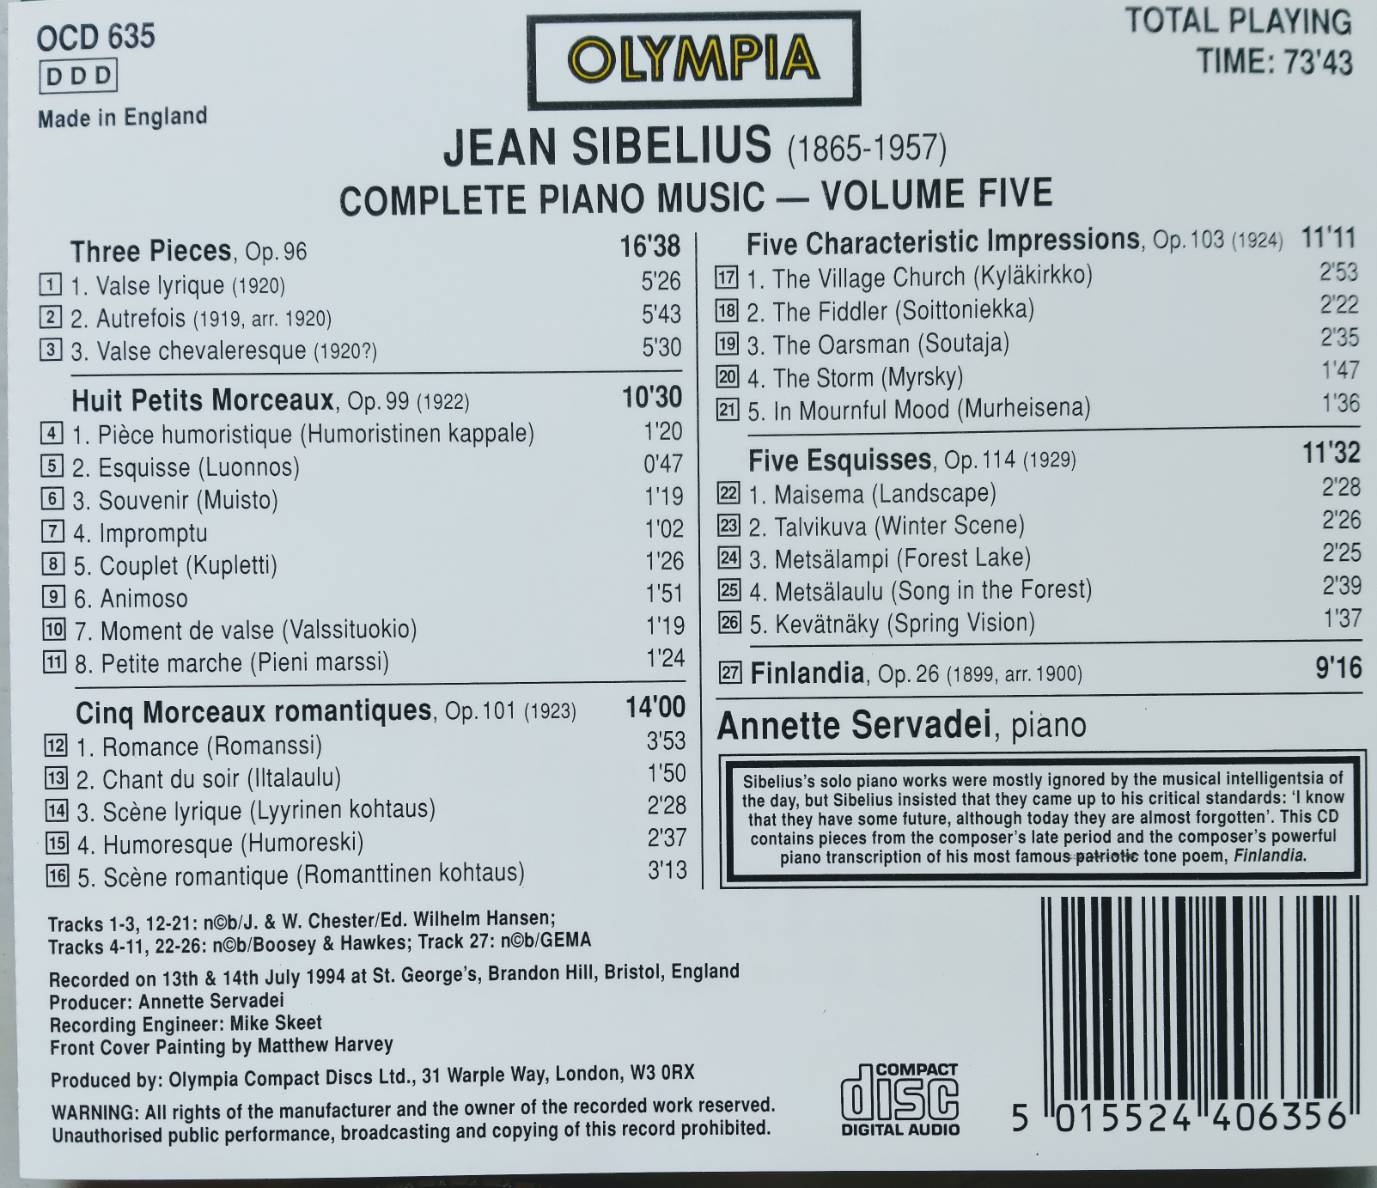 OCD 635
DDD
Made in England
OLYMPIA
TOTAL PLAYING
TIME: 73'43
JEAN SIBELIUS (1865-1957)
COMPLETE PIANO MUSIC — VOLUME FIVE
Three Pieces, Op. 96 16'38
1 1. Valse lyrique (1920) 5'26
2 2. Autrefois (1919, arr. 1920) 5'43
3 3. Valse chevaleresque (1920?) 5'30
Huit Petits Morceaux, Op. 99 (1922) 10'30
4 1. Pièce humoristique (Humoristinen kappale) 1'20
5 2. Esquisse (Luonnos) 0'47
6 3. Souvenir (Muisto) 1'19
7 4. Impromptu 1'02
8 5. Couplet (Kupletti) 1'26
9 6. Animoso 1'51
10 7. Moment de valse (Valssituokio) 1'19
11 8. Petite marche (Pieni marssi) 1'24
Cinq Morceaux romantiques, Op. 101 (1923) 14'00
12 1. Romance (Romanssi) 3'53
13 2. Chant du soir (Iltalaulu) 1'50
14 3. Scène lyrique (Lyyrinen kohtaus) 2'28
15 4. Humoresque (Humoreski) 2'37
16 5. Scène romantique (Romanttinen kohtaus) 3'13
Five Characteristic Impressions, Op. 103 (1924) 11'11
17 1. The Village Church (Kyläkirkko) 2'53
18 2. The Fiddler (Soittoniekka) 2'22
19 3. The Oarsman (Soutaja) 2'35
20 4. The Storm (Myrsky) 1'47
21 5. In Mournful Mood (Murheisena) 1'36
Five Esquisses, Op. 114 (1929) 11'32
22 1. Maisema (Landscape) 2'28
23 2. Talvikuva (Winter Scene) 2'26
24 3. Metsälampi (Forest Lake) 2'25
25 4. Metsälaulu (Song in the Forest) 2'39
26 5. Kevätnäky (Spring Vision) 1'37
27 Finlandia, Op. 26 (1899, arr. 1900) 9'16
Annette Servadei, piano
Sibelius's solo piano works were mostly ignored by the musical intelligentsia of
the day, but Sibelius insisted that they came up to his critical standards: 'I know
that they have some future, although today they are almost forgotten'. This CD
contains pieces from the composer's late period and the composer's powerful
piano transcription of his most famous patriotic tone poem, Finlandia.
Tracks 1-3, 12-21: n©b/J. & W. Chester/Ed. Wilhelm Hansen;
Tracks 4-11, 22-26: n©b/Boosey & Hawkes; Track 27: n©b/GEMA
Recorded on 13th & 14th July 1994 at St. George's, Brandon Hill, Bristol, England
Producer: Annette Servadei
Recording Engineer: Mike Skeet
Front Cover Painting by Matthew Harvey
Produced by: Olympia Compact Discs Ltd., 31 Warple Way, London, W3 0RX
WARNING: All rights of the manufacturer and the owner of the recorded work reserved.
Unauthorised public performance, broadcasting and copying of this record prohibited.
COMPACT
disc
DIGITAL AUDIO
5 015524 406356